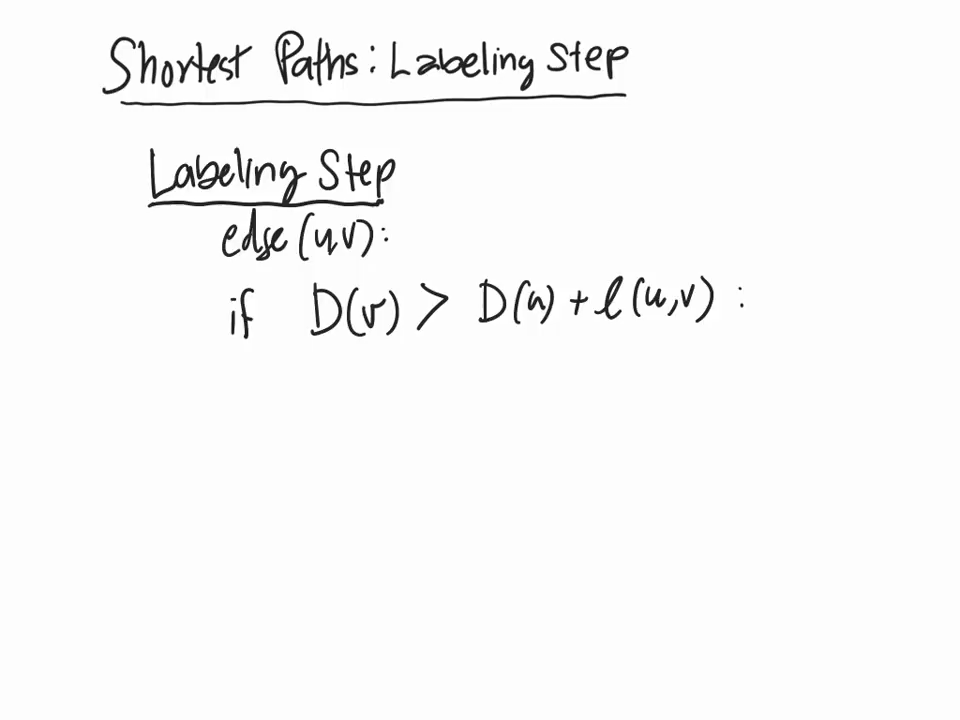 Shortest Paths: Labeling Step
Labeling Step
edge (u,v):
if D(v) > D(u) + l(u,v) :